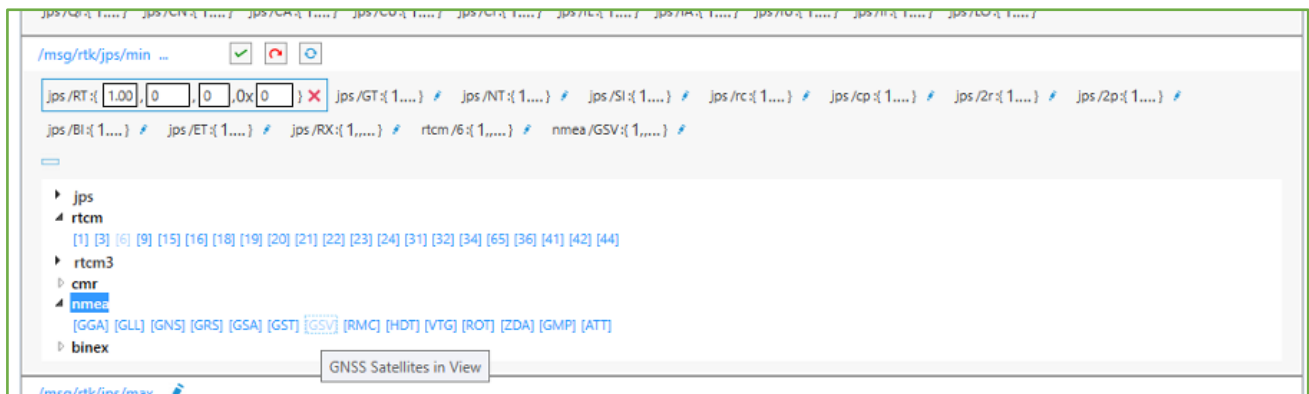 /msg/rtk/jps/min ...
jps /RT :{ 1.00 , 0 , 0 ,0x 0 } jps /GT:{ 1,,,, } jps /NT:{ 1,,,, } jps /SI:{ 1,,,, } jps /rc:{ 1,,,, } jps /cp :{ 1,,,, } jps /2r:{ 1,,,, } jps /2p:{ 1,,,, }
jps /BI:{ 1,,,, } jps /ET:{ 1,,,, } jps /RX:{ 1,,,, } rtcm /6 :{ 1,,,, } nmea /GSV:{ 1,,,, }
jps
rtcm
[1] [3] [6] [9] [15] [16] [18] [19] [20] [21] [22] [23] [24] [31] [32] [34] [65] [36] [41] [42] [44]
rtcm3
cmr
nmea
[GGA] [GLL] [GNS] [GRS] [GSA] [GST] [GSV] [RMC] [HDT] [VTG] [ROT] [ZDA] [GMP] [ATT]
binex
GNSS Satellites in View
/msg/rtk/jps/max